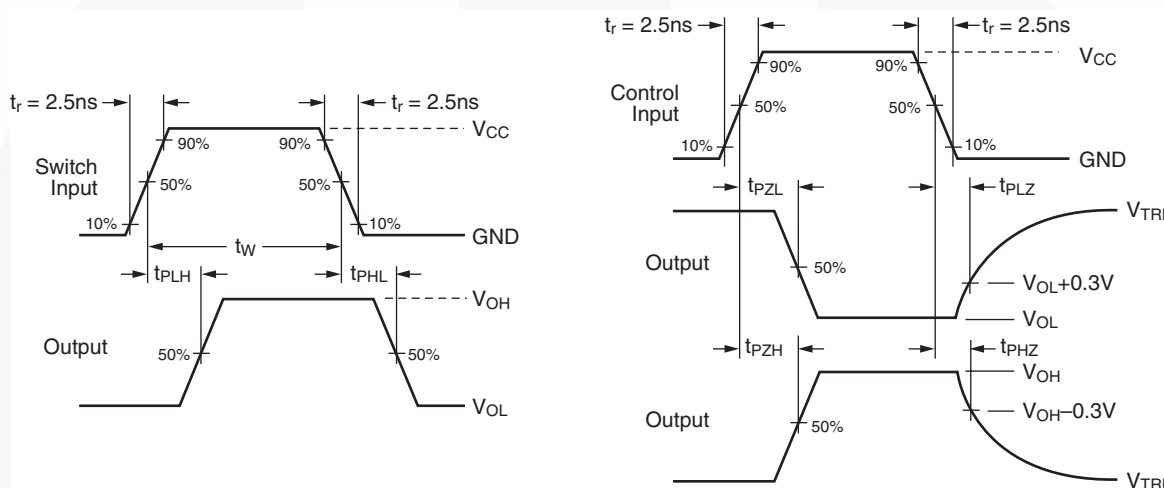 tr = 2.5ns
tr = 2.5ns
VCC
90%
90%
Switch
Input
50%
50%
10%
10%
GND
tW
tPLH
tPHL
VOH
Output
50%
50%
VOL
tr = 2.5ns
tr = 2.5ns
VCC
90%
90%
Control
Input
50%
50%
10%
10%
GND
tPZL
tPLZ
Output
50%
VOL+0.3V
VOL
tPZH
tPHZ
VOH
VOH–0.3V
Output
50%